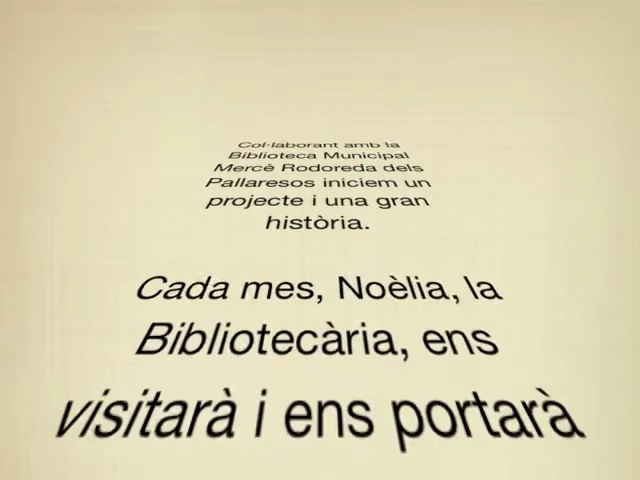 Col·laborant amb la
Biblioteca Municipal
Mercè Rodoreda dels
Pallaresos iniciem un
projecte i una gran
història.
Cada mes, Noèlia, la
Bibliotecària, ens
visitarà i ens portarà